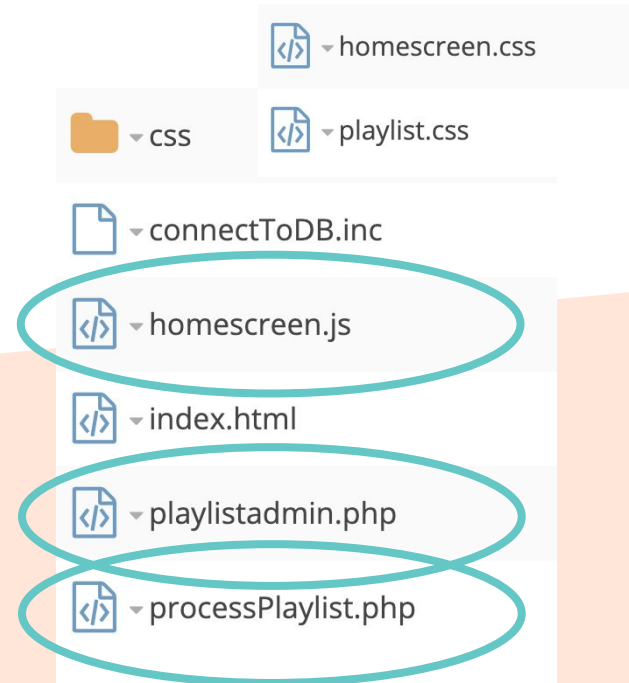 homescreen.css
css
playlist.css
connectToDB.inc
homescreen.js
index.html
playlistadmin.php
processPlaylist.php